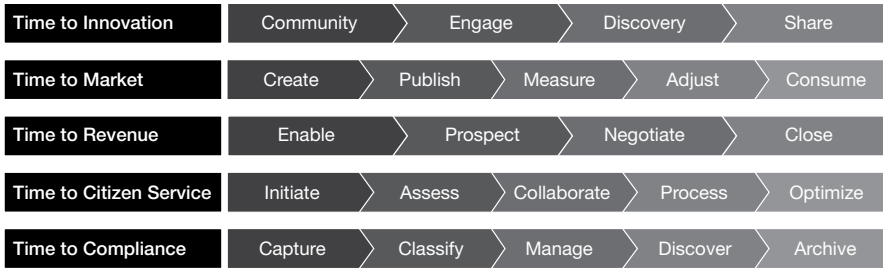 Time to Innovation Community Engage Discovery Share
Time to Market Create Publish Measure Adjust Consume
Time to Revenue Enable Prospect Negotiate Close
Time to Citizen Service Initiate Assess Collaborate Process Optimize
Time to Compliance Capture Classify Manage Discover Archive